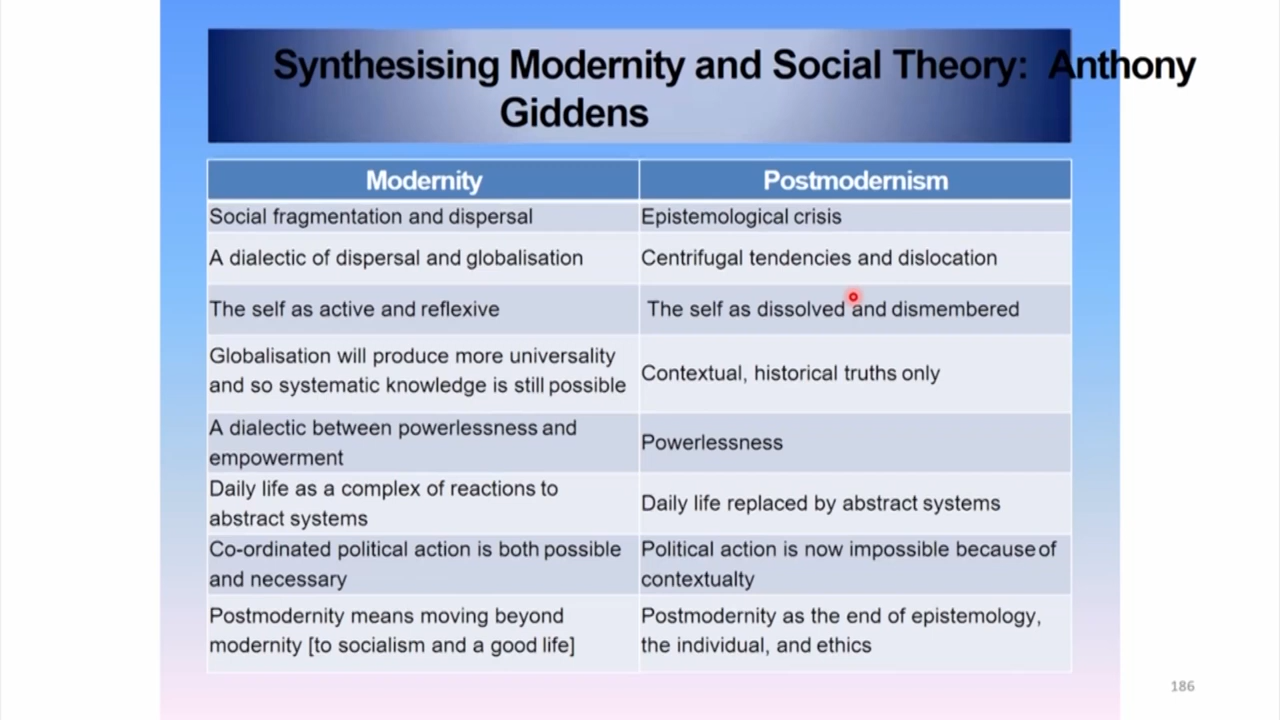 Synthesising Modernity and Social Theory: Anthony
Giddens
Modernity
Postmodernism
Social fragmentation and dispersal
Epistemological crisis
A dialectic of dispersal and globalisation
Centrifugal tendencies and dislocation
The self as active and reflexive
The self as dissolved and dismembered
Globalisation will produce more universality
and so systematic knowledge is still possible
Contextual, historical truths only
A dialectic between powerlessness and
empowerment
Powerlessness
Daily life as a complex of reactions to
abstract systems
Daily life replaced by abstract systems
Co-ordinated political action is both possible
and necessary
Political action is now impossible because of
contextualty
Postmodernity means moving beyond
modernity [to socialism and a good life]
Postmodernity as the end of epistemology,
the individual, and ethics
186